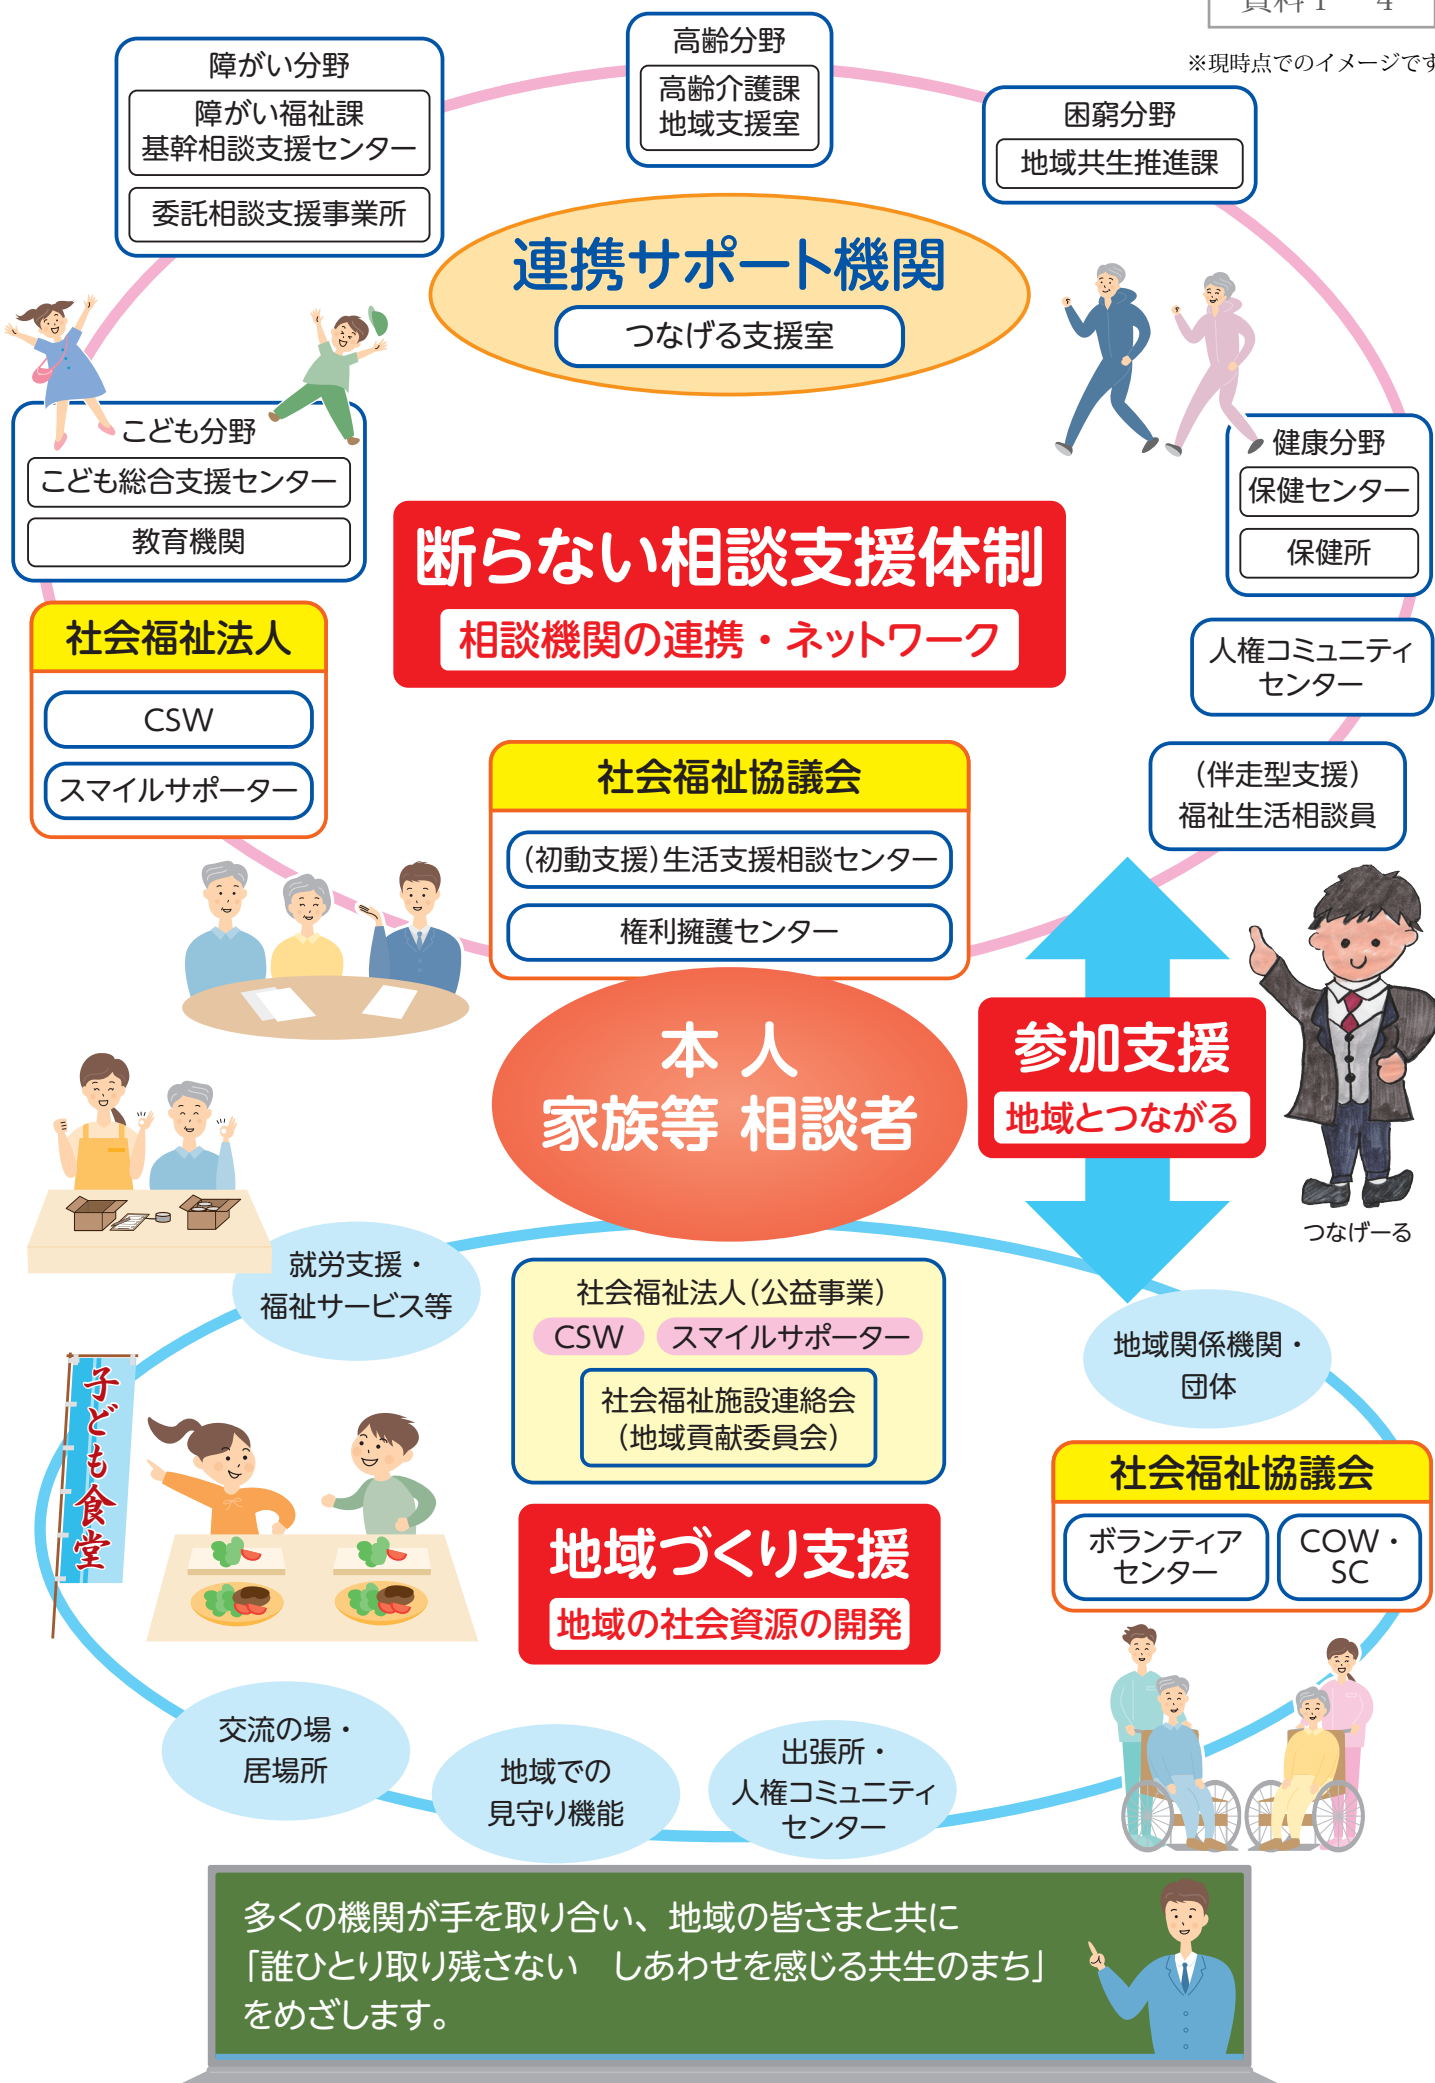 資料1 4
※現時点でのイメージです
高齢分野
高齢介護課
地域支援室
障がい分野
障がい福祉課
基幹相談支援センター
委託相談支援事業所
困窮分野
地域共生推進課
連携サポート機関
つなげる支援室
こども分野
こども総合支援センター
教育機関
健康分野
保健センター
保健所
断らない相談支援体制
相談機関の連携・ネットワーク
社会福祉法人
CSW
スマイルサポーター
人権コミュニティ
センター
社会福祉協議会
(初動支援)生活支援相談センター
権利擁護センター
(伴走型支援)
福祉生活相談員
本人
家族等 相談者
参加支援
地域とつながる
つなげーる
就労支援・
福祉サービス等
社会福祉法人(公益事業)
CSW スマイルサポーター
社会福祉施設連絡会
(地域貢献委員会)
地域関係機関・
団体
子ども食堂
社会福祉協議会
ボランティア
センター
COW・
SC
地域づくり支援
地域の社会資源の開発
交流の場・
居場所
地域での
見守り機能
出張所・
人権コミュニティ
センター
多くの機関が手を取り合い、地域の皆さまと共に
「誰ひとり取り残さない しあわせを感じる共生のまち」
をめざします。